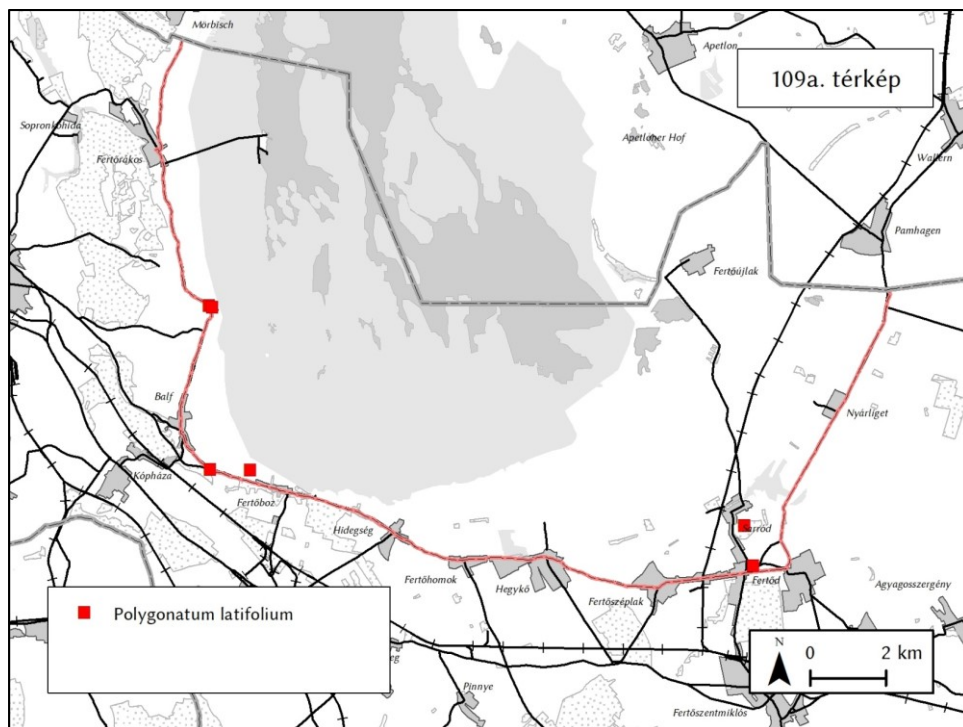 Mörbisch
Apetlon
109a. térkép
Sopronkőhida
Apetloner Hof
Fertőrákos
Wallern
Pamhagen
Fertőújlak
Balf
Nyárliget
Kópháza
Fertőboz
Hidegség
Sarród
Fertőhomok
Hegykő
Fertőd
Fertőszéplak
Agyagosszergény
Polygonatum latifolium
N
0 2 km
Pinnye
Fertőszentmiklós